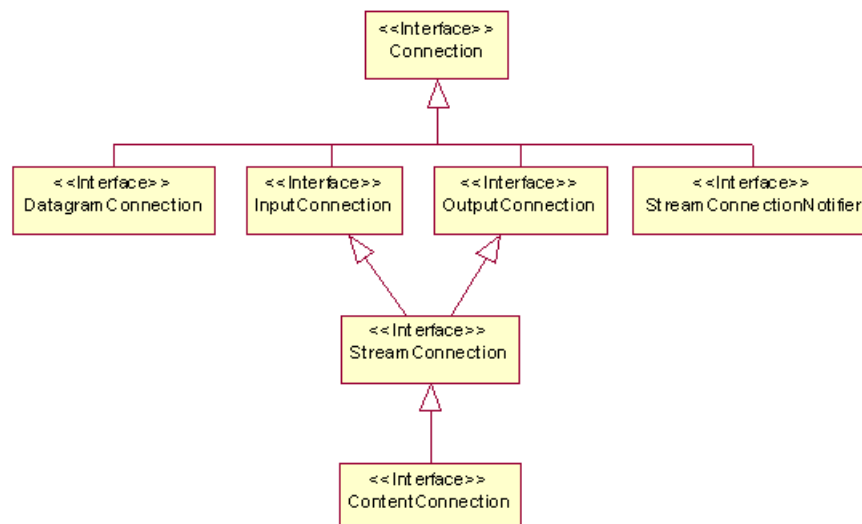 <<Interface>>
Connection
<<Interface>>
DatagramConnection
<<Interface>>
InputConnection
<<Interface>>
OutputConnection
<<Interface>>
StreamConnectionNotifier
<<Interface>>
StreamConnection
<<Interface>>
ContentConnection